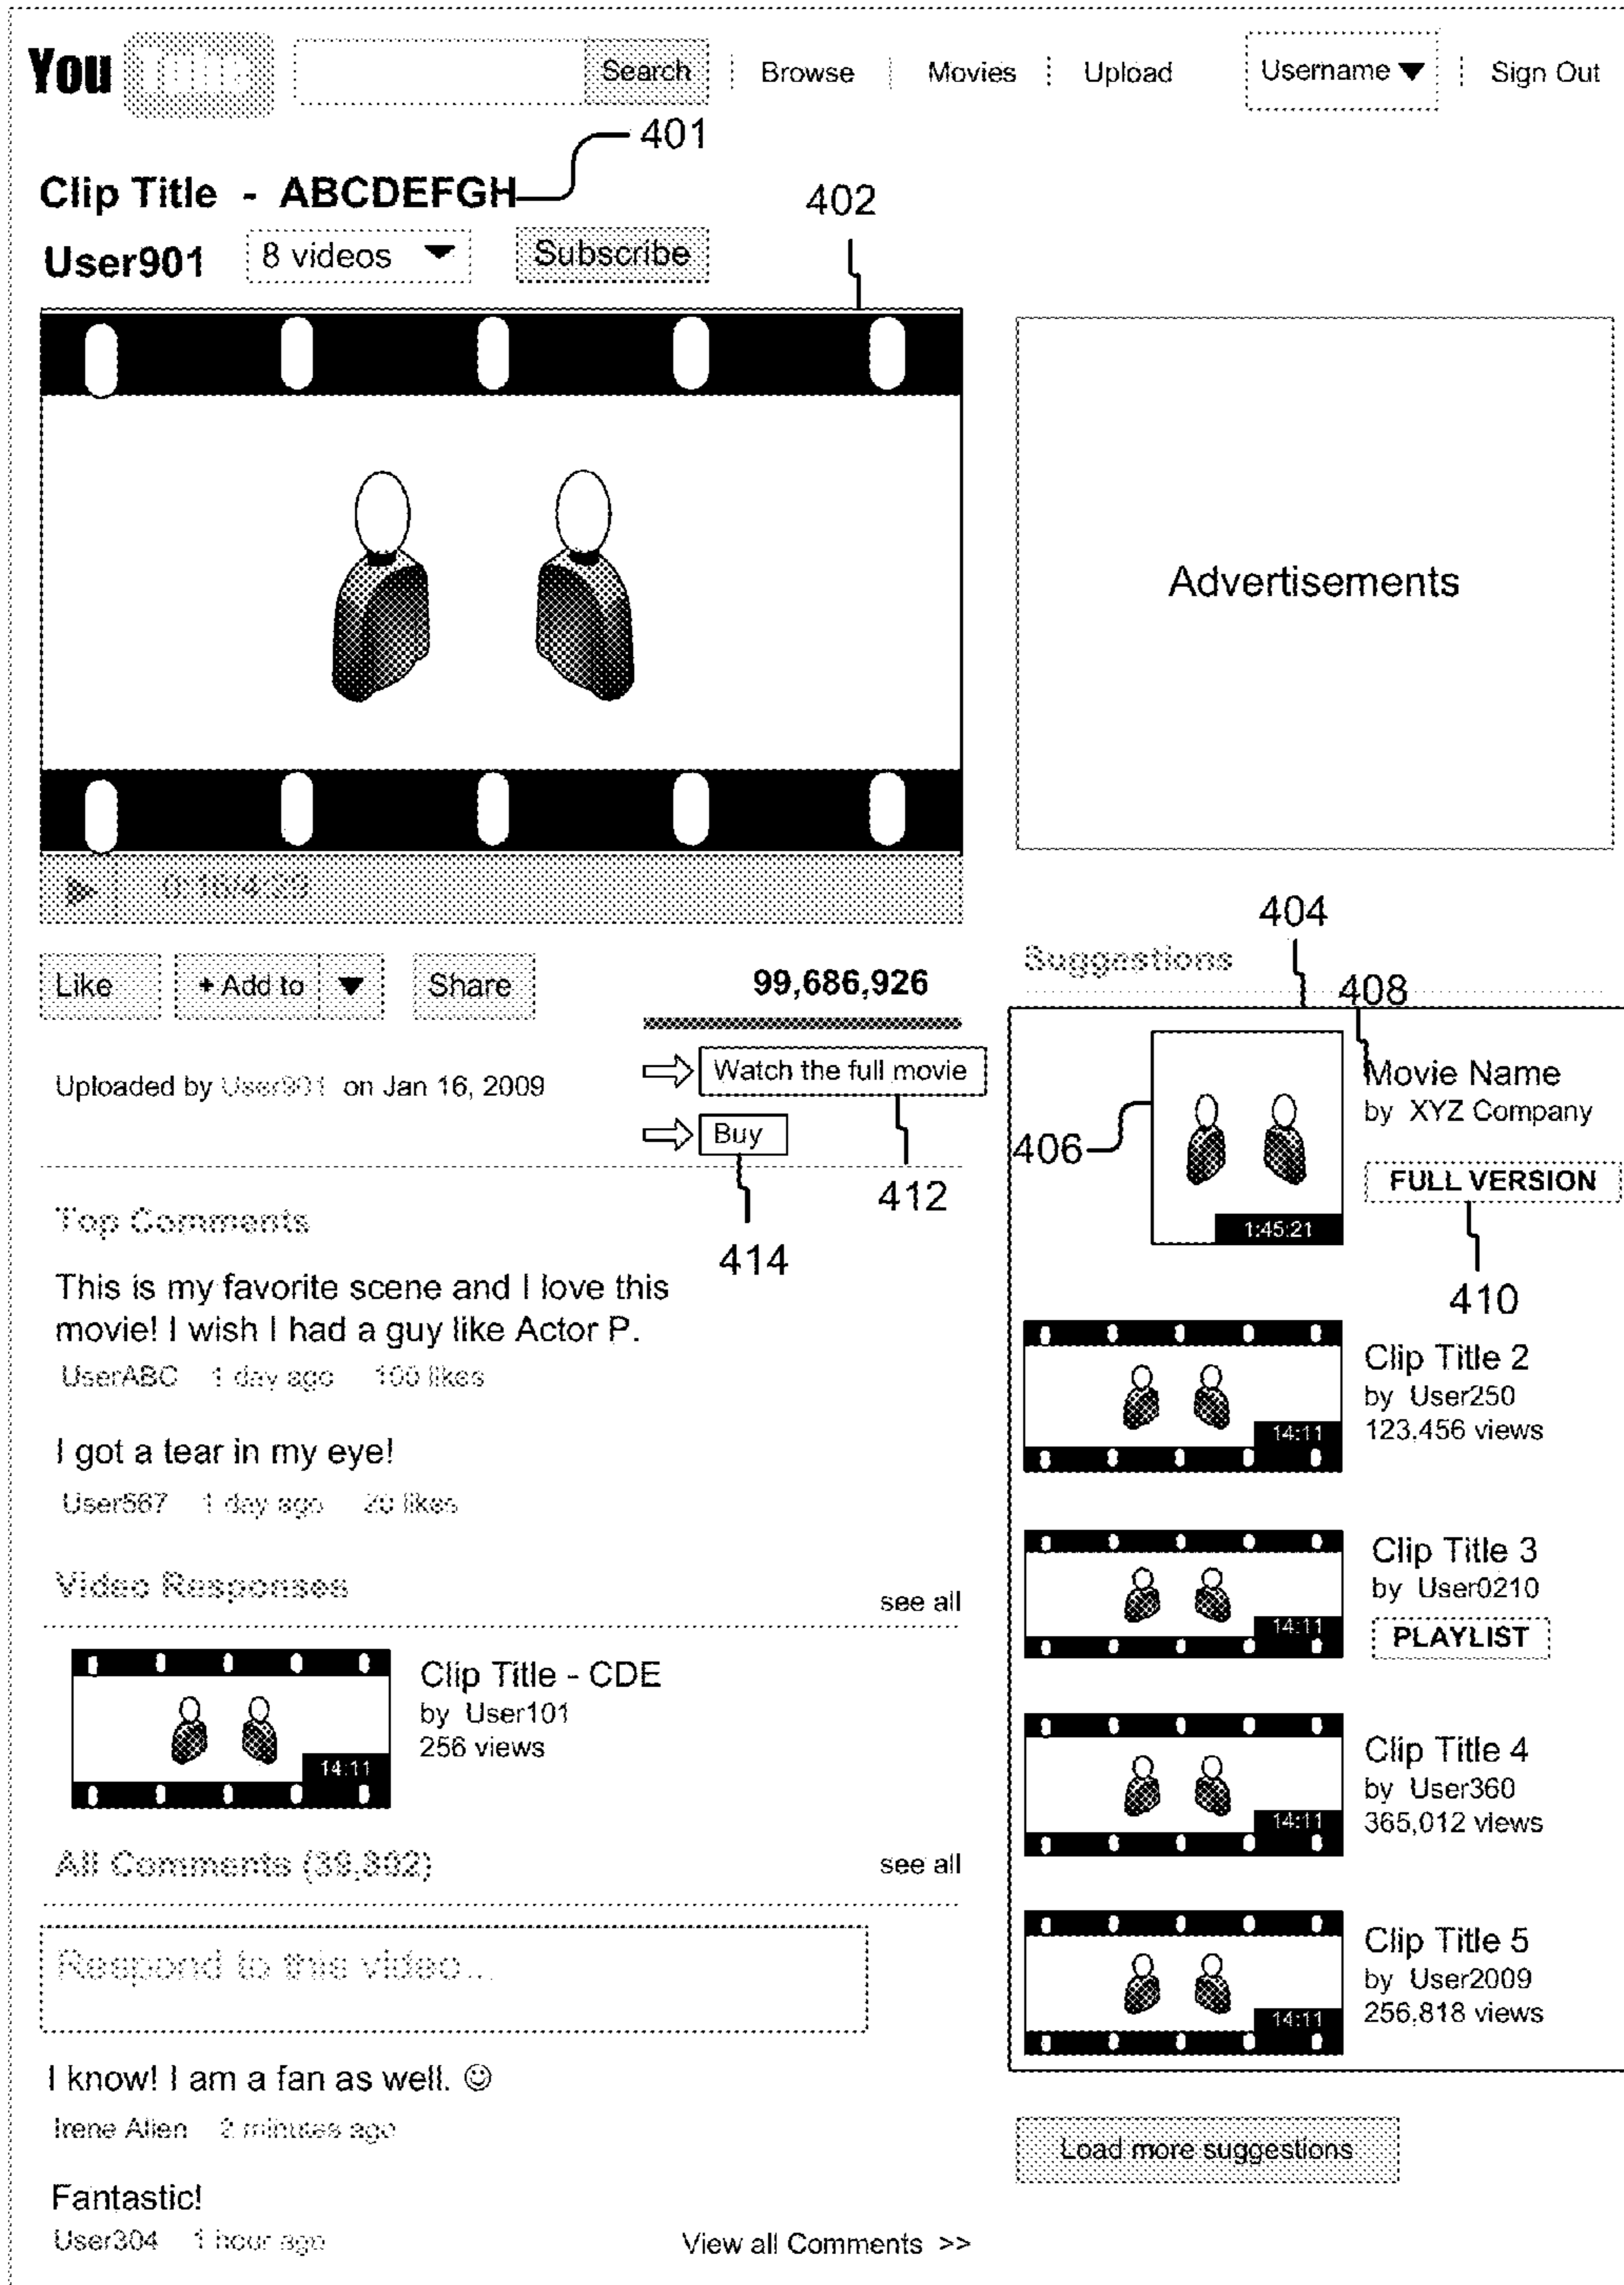 You Tube
Search
Browse
Movies
Upload
Username
Sign Out
401
Clip Title - ABCDEFGH
402
User901
8 videos
Subscribe
Advertisements
404
Suggestions
408
Like
+ Add to
Share
99,686,926
Uploaded by User901 on Jan 16, 2009
Watch the full movie
Buy
412
414
406
1:45:21
Movie Name
by XYZ Company
FULL VERSION
410
Top Comments
This is my favorite scene and I love this
movie! I wish I had a guy like Actor P.
UserABC 1 day ago 100 likes
I got a tear in my eye!
User567 1 day ago 20 likes
Video Responses
see all
14:11
Clip Title - CDE
by User101
256 views
All Comments (39,892)
see all
Respond to this video...
I know! I am a fan as well. ☺
Irene Allen 2 minutes ago
Fantastic!
User304 1 hour ago
View all Comments >>
14:11
Clip Title 2
by User250
123,456 views
14:11
Clip Title 3
by User0210
PLAYLIST
14:11
Clip Title 4
by User360
365,012 views
14:11
Clip Title 5
by User2009
256,818 views
Load more suggestions